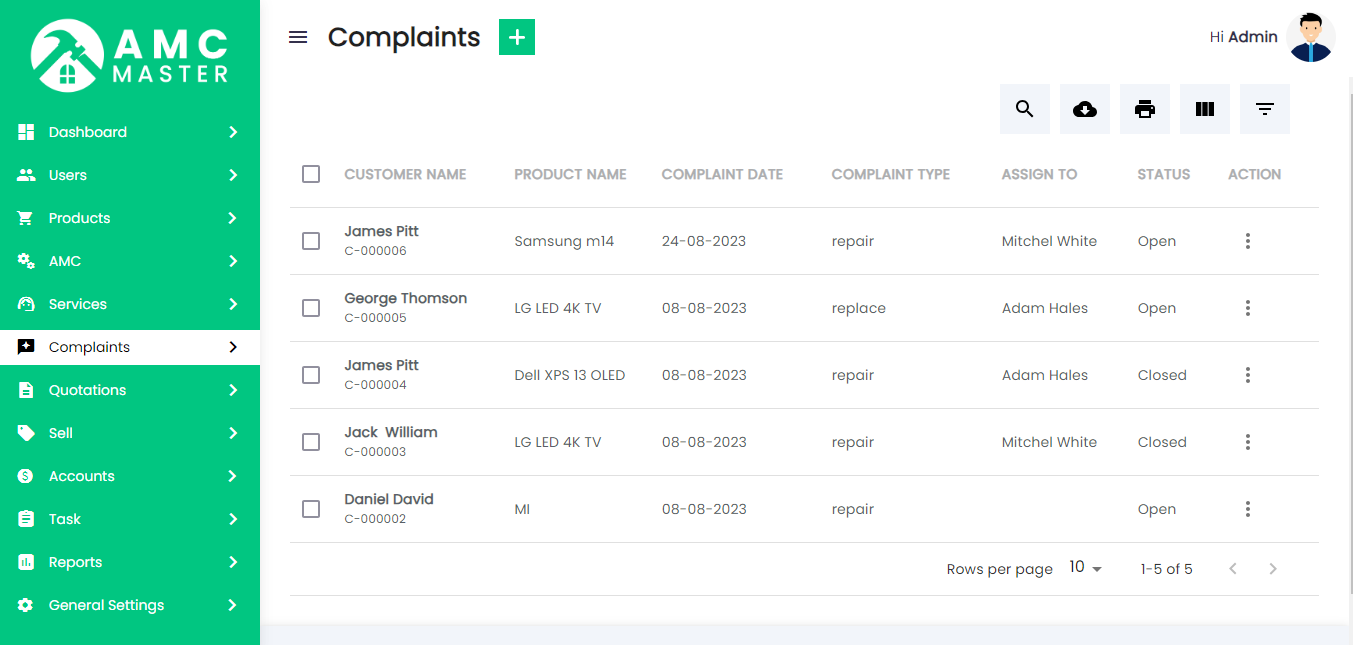 AMC
MASTER
Dashboard
Users
Products
AMC
Services
Complaints
Quotations
Sell
Accounts
Task
Reports
General Settings
Complaints +
Hi Admin
CUSTOMER NAME PRODUCT NAME COMPLAINT DATE COMPLAINT TYPE ASSIGN TO STATUS ACTION
James Pitt
C-000006
Samsung m14 24-08-2023 repair Mitchel White Open
George Thomson
C-000005
LG LED 4K TV 08-08-2023 replace Adam Hales Open
James Pitt
C-000004
Dell XPS 13 OLED 08-08-2023 repair Adam Hales Closed
Jack  William
C-000003
LG LED 4K TV 08-08-2023 repair Mitchel White Closed
Daniel David
C-000002
MI 08-08-2023 repair Open
Rows per page 10 1-5 of 5